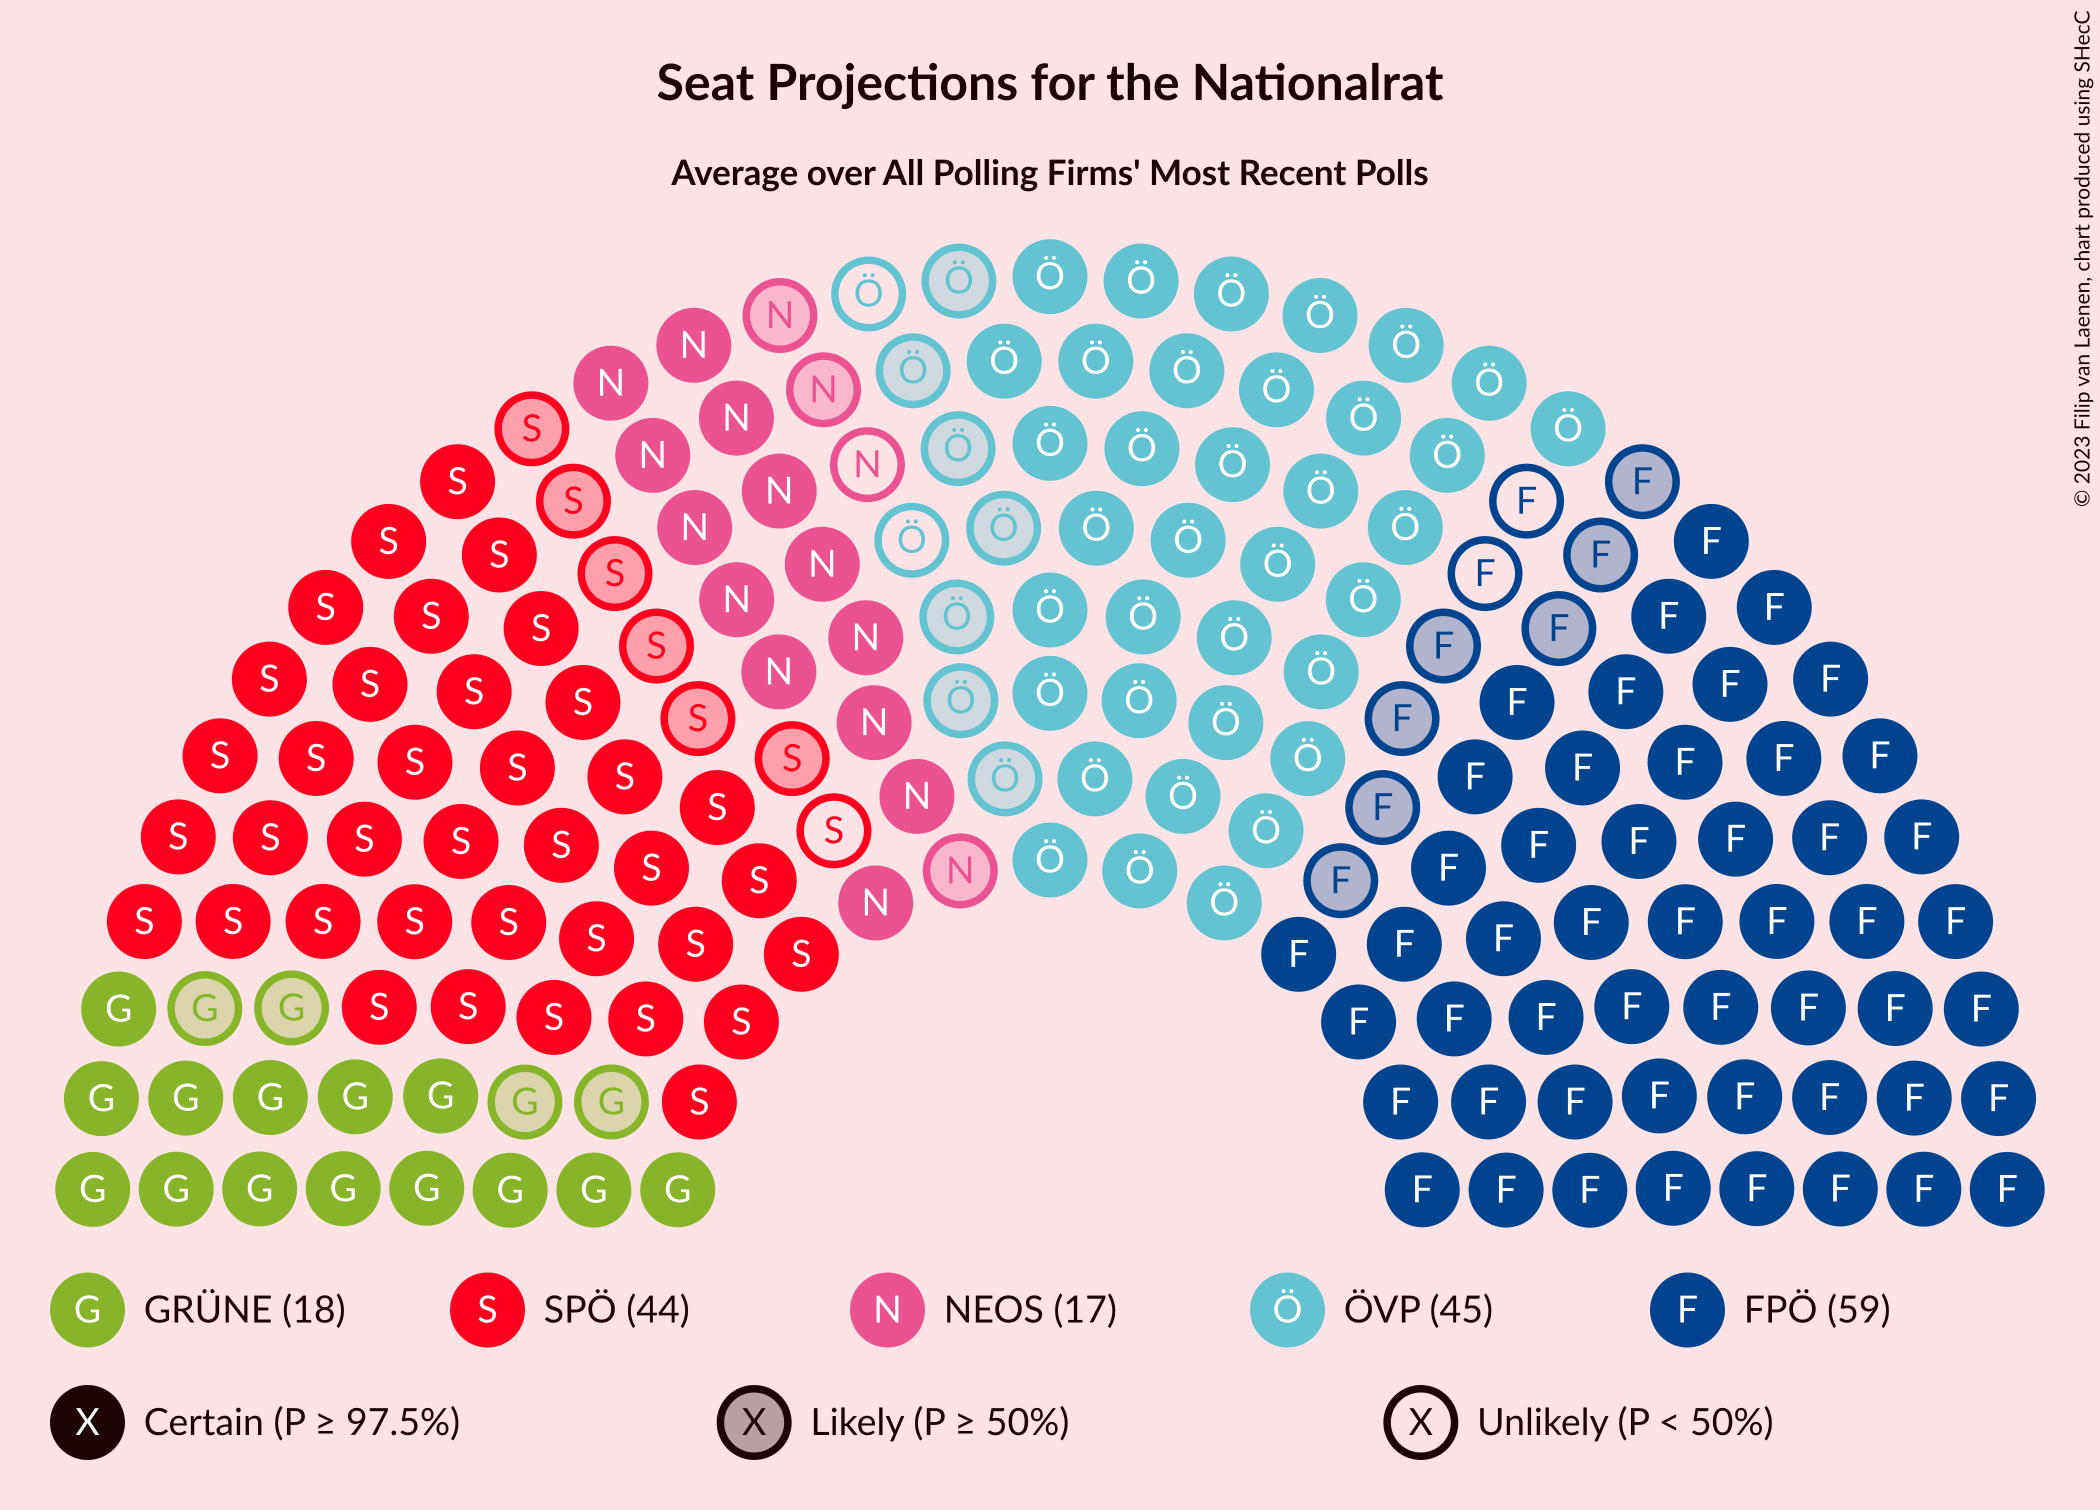 Seat Projections for the Nationalrat
Average over All Polling Firms' Most Recent Polls
© 2023 Filip van Laenen, chart produced using SHecC
Ö Ö Ö Ö Ö Ö Ö Ö Ö
N N N S
Ö Ö Ö Ö Ö Ö Ö
N N N S S
F F F F
Ö Ö Ö Ö Ö Ö
N N N S S S
F F F F
G GRÜNE (18) S SPÖ (44) N NEOS (17) Ö ÖVP (45) F FPÖ (59)
X Certain (P ≥ 97.5%) X Likely (P ≥ 50%) X Unlikely (P < 50%)